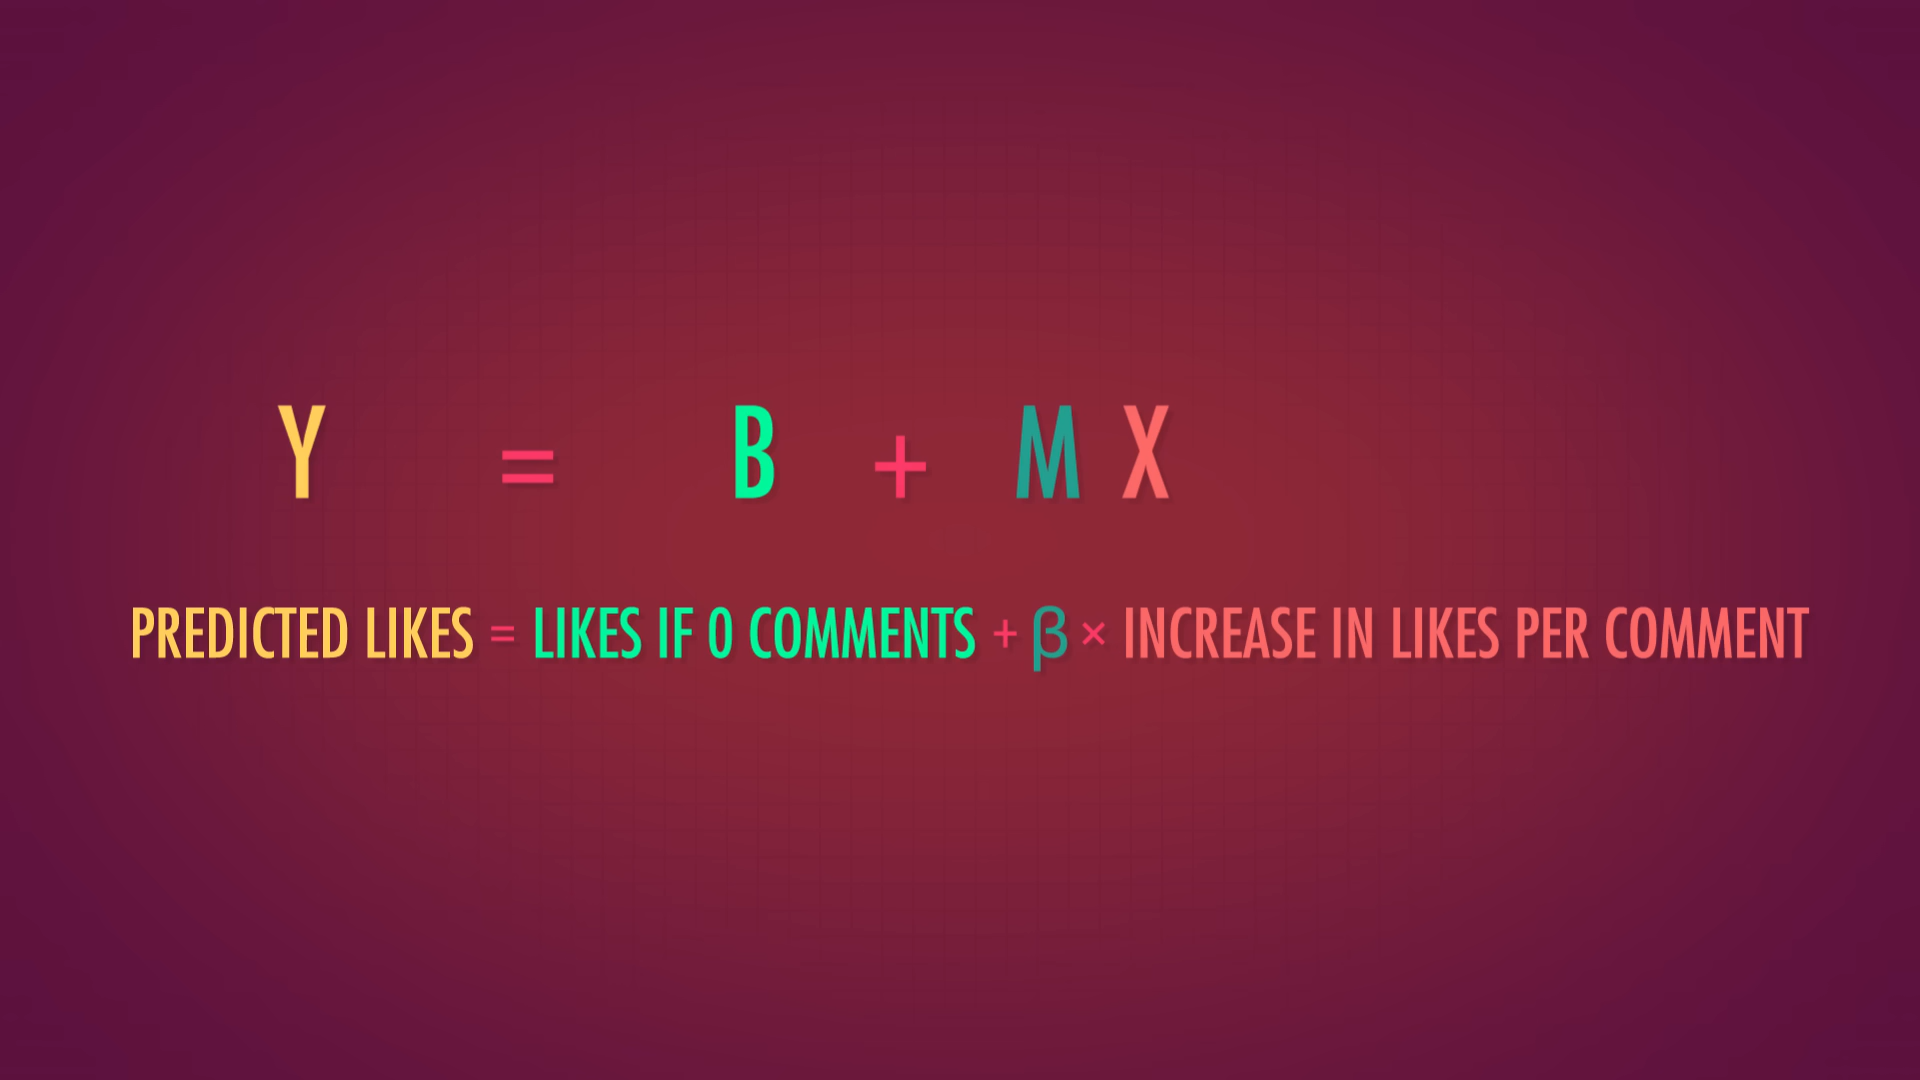 Y = B + M X
PREDICTED LIKES = LIKES IF 0 COMMENTS + β × INCREASE IN LIKES PER COMMENT